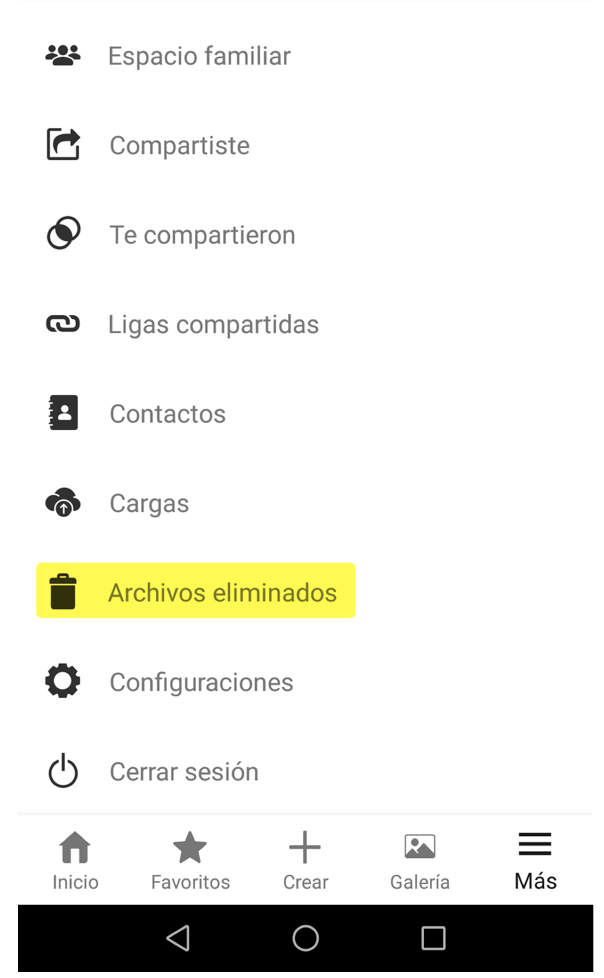 Espacio familiar
Compartiste
Te compartieron
Ligas compartidas
Contactos
Cargas
Archivos eliminados
Configuraciones
Cerrar sesión
Inicio
Favoritos
Crear
Galería
Más